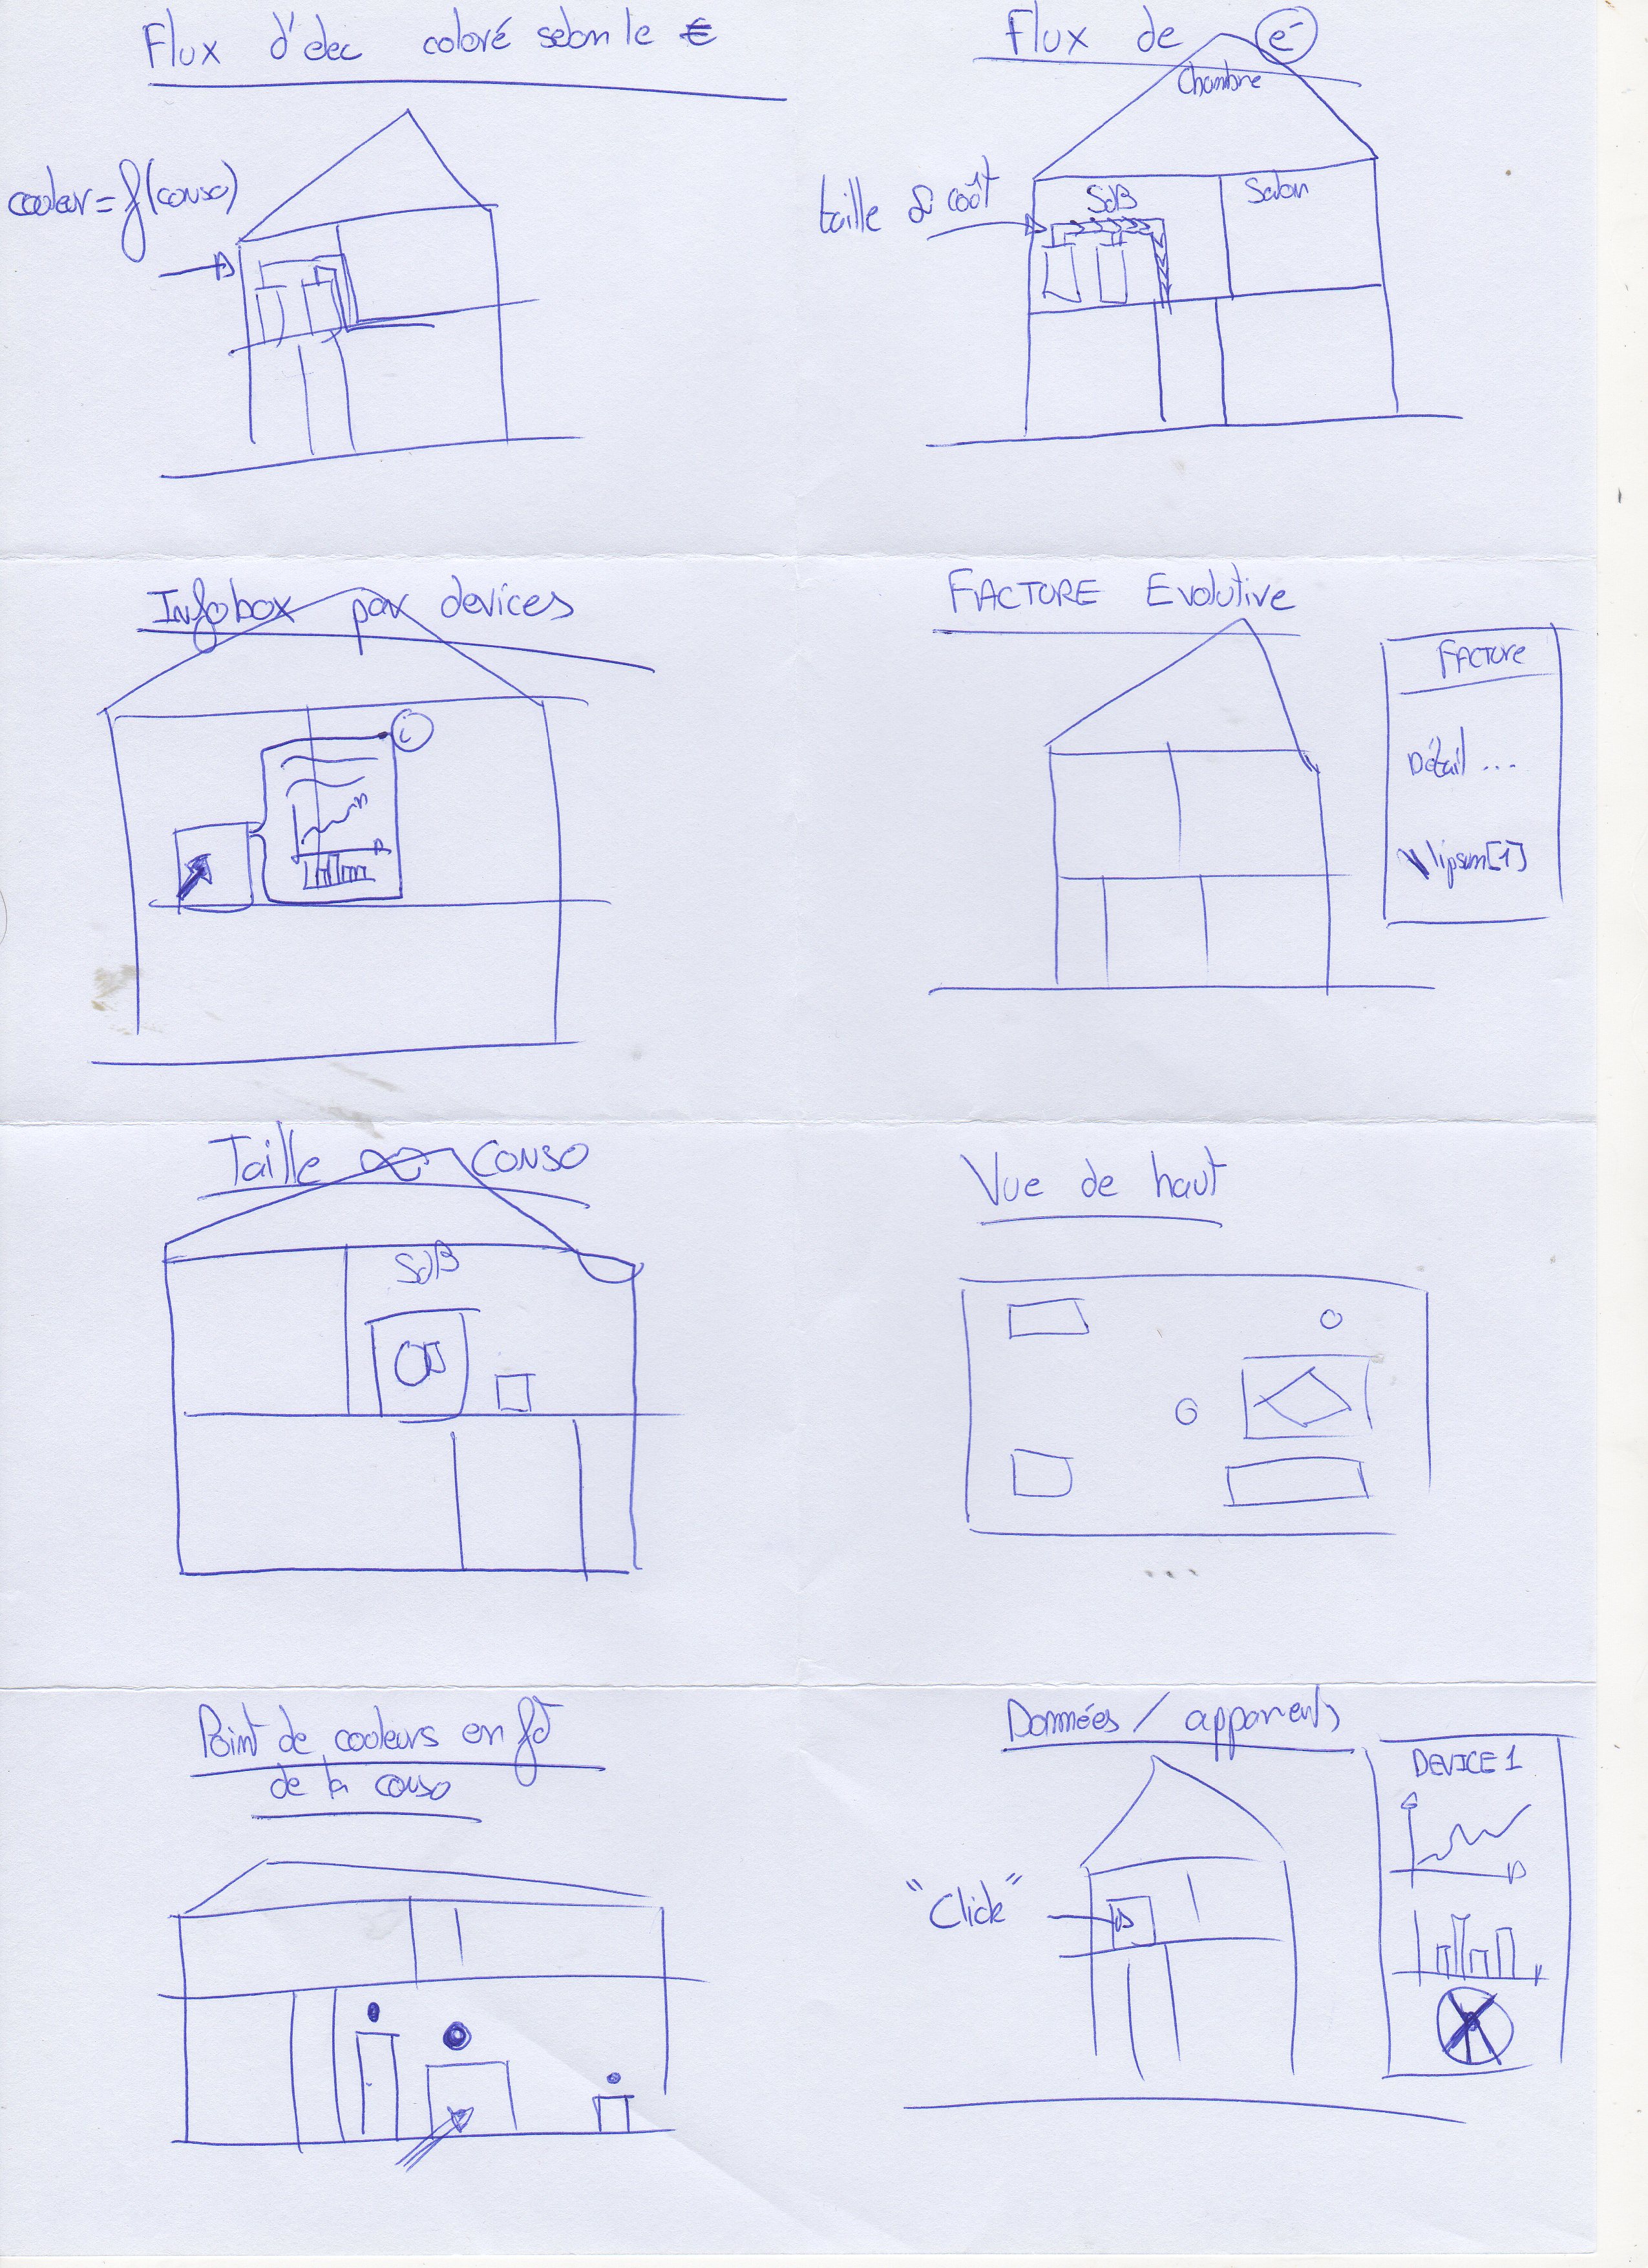 Flux d'elec coloré selon le €
couleur = f(conso)
Flux de e-
Chambre
taille & coût
SdB
Salon
Infobox par devices
i
FACTURE Evolutive
FACTURE
Détail ...
lipsum[1]
Taille ∝ conso
SdB
Vue de haut
Point de couleurs en fct
de la conso
Données / appareils
"Click"
DEVICE 1